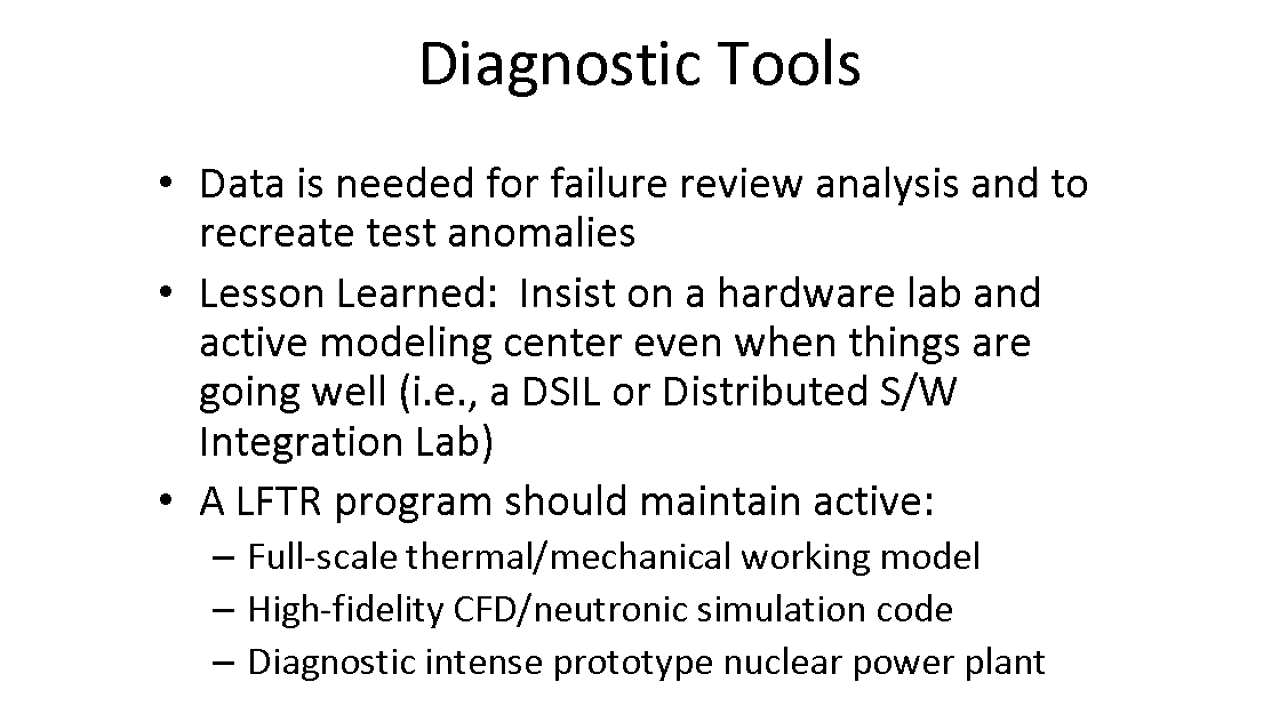 Diagnostic Tools
• Data is needed for failure review analysis and to
recreate test anomalies
• Lesson Learned:  Insist on a hardware lab and
active modeling center even when things are
going well (i.e., a DSIL or Distributed S/W
Integration Lab)
• A LFTR program should maintain active:
– Full-scale thermal/mechanical working model
– High-fidelity CFD/neutronic simulation code
– Diagnostic intense prototype nuclear power plant